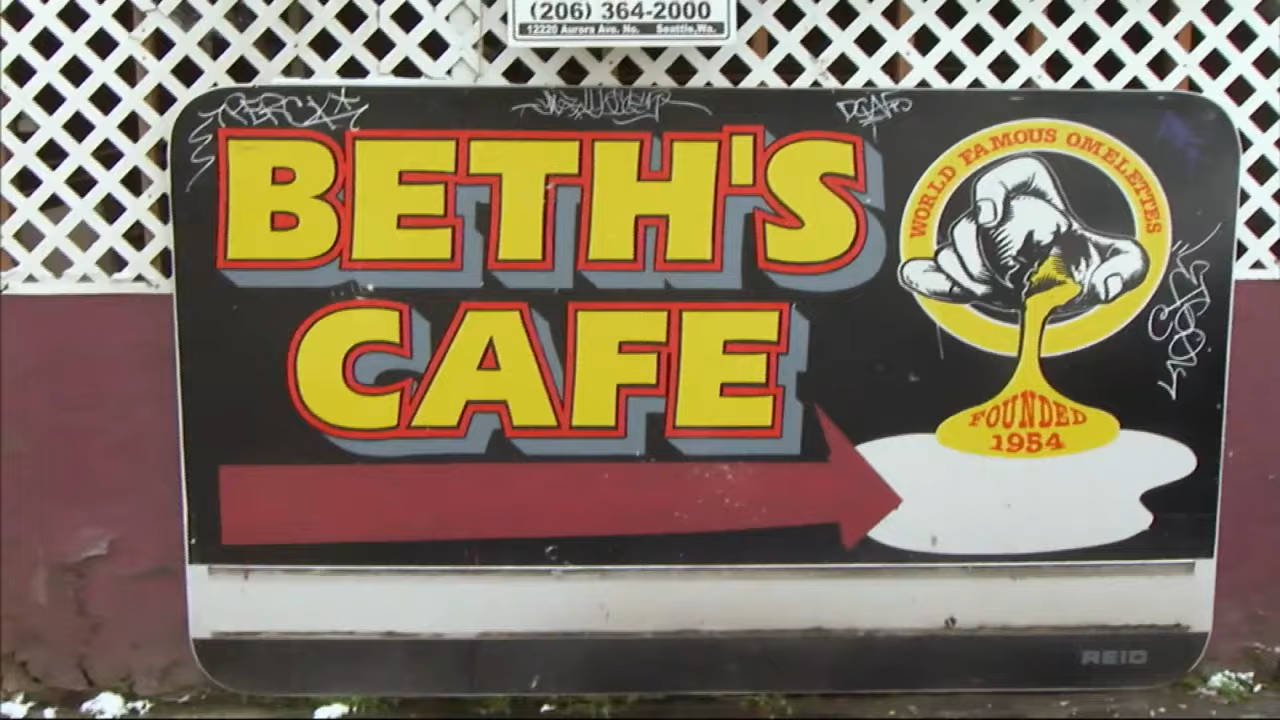 (206) 364-2000
12220 Aurora Ave. No. Seattle, Wa.
BETH'S
CAFE
WORLD FAMOUS OMELETTES
FOUNDED
1954
REID